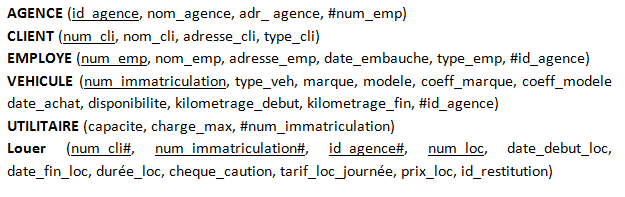 AGENCE (id_agence, nom_agence, adr_ agence, #num_emp)
CLIENT (num_cli, nom_cli, adresse_cli, type_cli)
EMPLOYE (num_emp, nom_emp, adresse_emp, date_embauche, type_emp, #id_agence)
VEHICULE (num_immatriculation, type_veh, marque, modele, coeff_marque, coeff_modele
date_achat, disponibilite, kilometrage_debut, kilometrage_fin, #id_agence)
UTILITAIRE (capacite, charge_max, #num_immatriculation)
Louer (num_cli#, num_immatriculation#, id_agence#, num_loc, date_debut_loc,
date_fin_loc, durée_loc, cheque_caution, tarif_loc_journée, prix_loc, id_restitution)